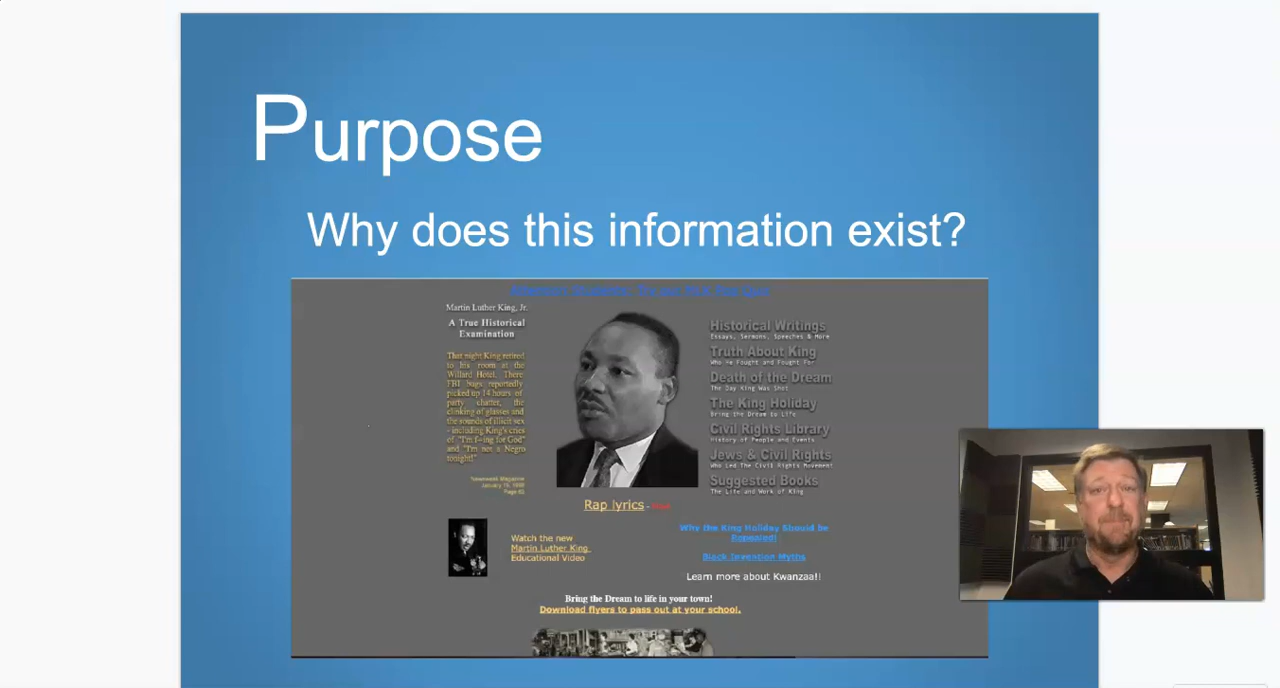 Purpose
Why does this information exist?
Martin Luther King, Jr.
A True Historical
Examination
That night King retired
to his room at the
Willard Hotel. There
FBI bugs reportedly
picked up 14 hours of
party chatter, the
clinking of glasses and
the sounds of illicit sex
- including King's cries
of "I'm f--ing for God"
and "I'm not a Negro
tonight!"
Newsweek Magazine
January 19, 1998
Page 62
Historical Writings
Essays, Sermons, Speeches & More
Truth About King
Who He Fought and Fought For
Death of the Dream
The Day King Was Shot
The King Holiday
Bring the Dream to Life
Civil Rights Library
History of People and Events
Jews & Civil Rights
Who Led The Civil Rights Movement
Suggested Books
The Life and Work of King
Rap lyrics -
Watch the new
Martin Luther King
Educational Video
Why the King Holiday Should be
Repealed!
Black Invention Myths
Learn more about Kwanzaa!!
Bring the Dream to life in your town!
Download flyers to pass out at your school.